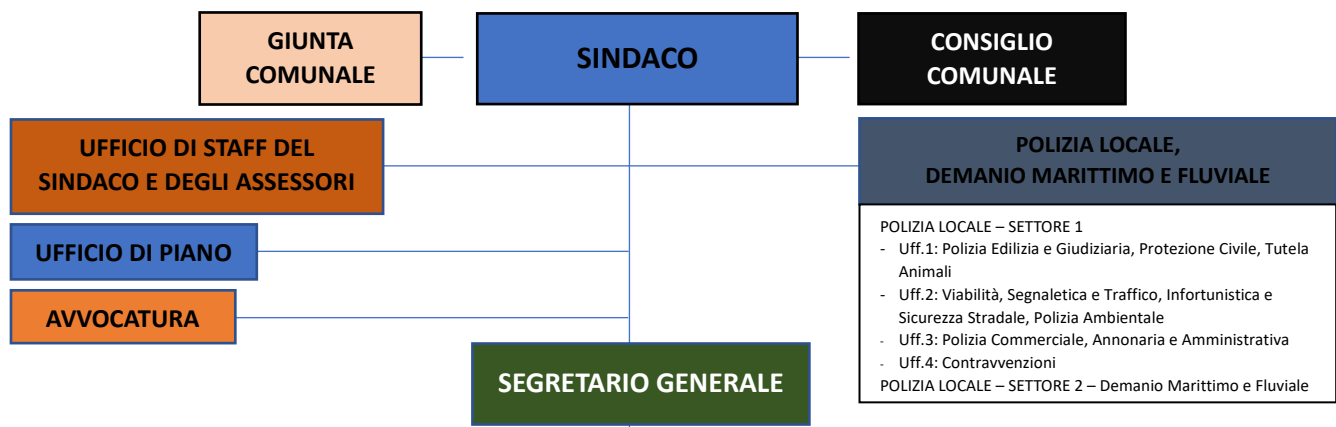 GIUNTA
COMUNALE
SINDACO
CONSIGLIO
COMUNALE
UFFICIO DI STAFF DEL
SINDACO E DEGLI ASSESSORI
POLIZIA LOCALE,
DEMANIO MARITTIMO E FLUVIALE
UFFICIO DI PIANO
AVVOCATURA
POLIZIA LOCALE – SETTORE 1
- Uff.1: Polizia Edilizia e Giudiziaria, Protezione Civile, Tutela
Animali
- Uff.2: Viabilità, Segnaletica e Traffico, Infortunistica e
Sicurezza Stradale, Polizia Ambientale
- Uff.3: Polizia Commerciale, Annonaria e Amministrativa
- Uff.4: Contravvenzioni
POLIZIA LOCALE – SETTORE 2 – Demanio Marittimo e Fluviale
SEGRETARIO GENERALE